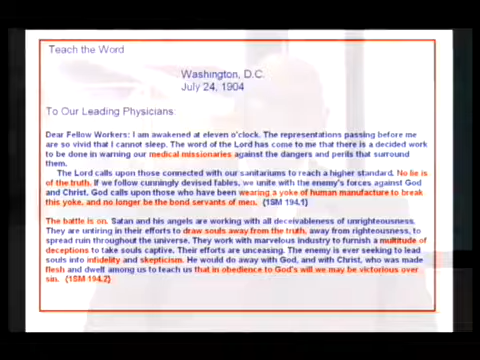 Teach the Word
Washington, D.C.
July 24, 1904
To Our Leading Physicians:
Dear Fellow Workers: I am awakened at eleven o'clock. The representations passing before me
are so vivid that I cannot sleep. The word of the Lord has come to me that there is a decided work
to be done in warning our medical missionaries against the dangers and perils that surround
them.
The Lord calls upon those connected with our sanitariums to reach a higher standard. No lie is
of the truth. If we follow cunningly devised fables, we unite with the enemy's forces against God
and Christ. God calls upon those who have been wearing a yoke of human manufacture to break
this yoke, and no longer be the bond servants of men. {1SM 194.1}
The battle is on. Satan and his angels are working with all deceivableness of unrighteousness.
They are untiring in their efforts to draw souls away from the truth, away from righteousness, to
spread ruin throughout the universe. They work with marvelous industry to furnish a multitude of
deceptions to take souls captive. Their efforts are unceasing. The enemy is ever seeking to lead
souls into infidelity and skepticism. He would do away with God, and with Christ, who was made
flesh and dwelt among us to teach us that in obedience to God's will we may be victorious over
sin. {1SM 194.2}